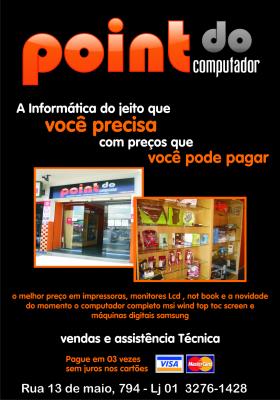 point do
computador
A Informática do jeito que
você precisa
com preços que
você pode pagar
point do
o melhor preço em impressoras, monitores Lcd , not book e a novidade
do momento o computador completo msi wind top toc screen e
máquinas digitais samsung
vendas e assistência Técnica
Pague em 03 vezes
sem juros nos cartões
VISA
MasterCard
Rua 13 de maio, 794 - Lj 01 3276-1428